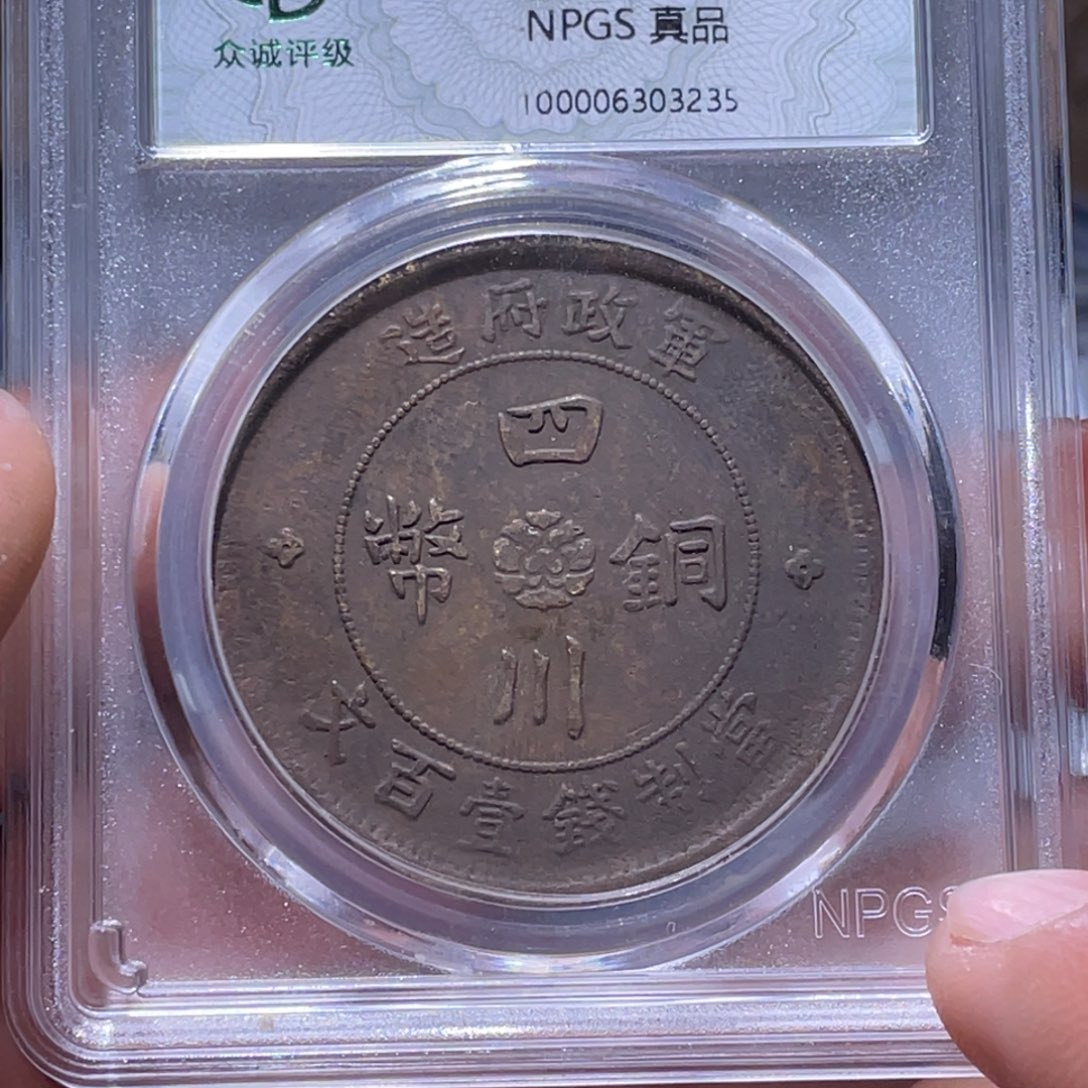 众诚评级
NPGS 真品
100006303235
軍政府造
四川
銅幣
當制錢壹百文
NPGS